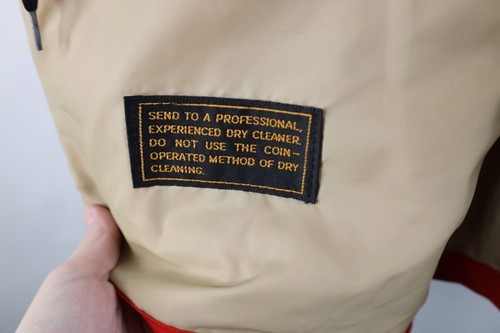 SEND TO A PROFESSIONAL,
EXPERIENCED DRY CLEANER.
DO NOT USE THE COIN-
OPERATED METHOD OF DRY
CLEANING.